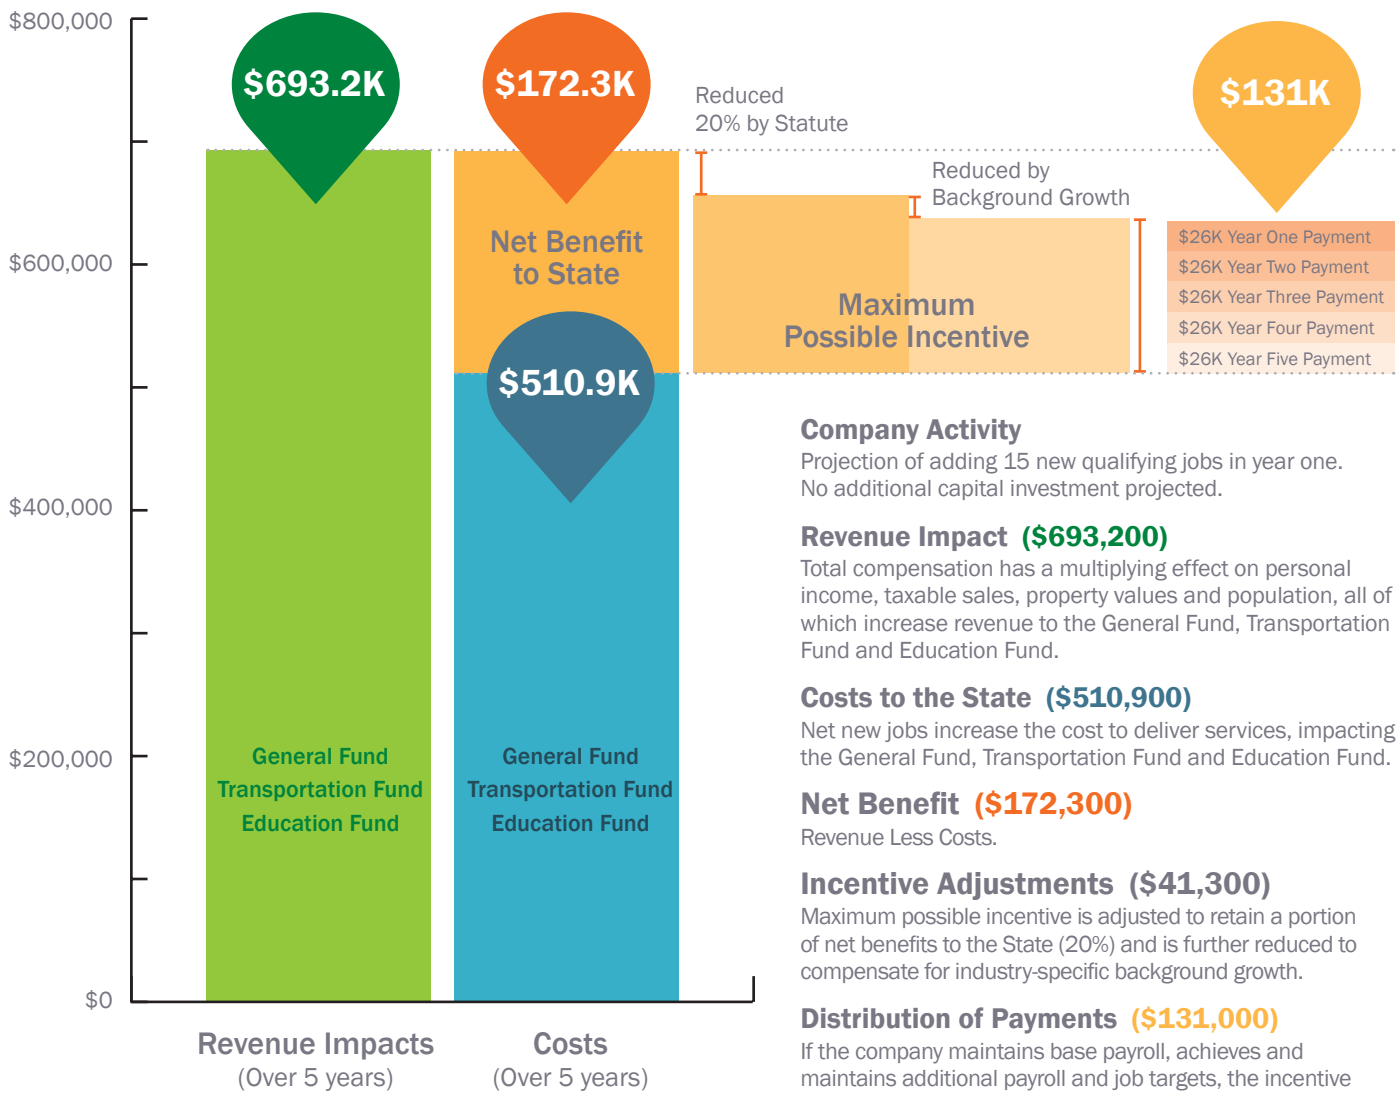 $800,000
$600,000
$400,000
$200,000
$0
$693.2K
$172.3K
$131K
Reduced
20% by Statute
Reduced by
Background Growth
Net Benefit
to State
Maximum
Possible Incentive
$26K Year One Payment
$26K Year Two Payment
$26K Year Three Payment
$26K Year Four Payment
$26K Year Five Payment
$510.9K
General Fund
Transportation Fund
Education Fund
General Fund
Transportation Fund
Education Fund
Revenue Impacts
(Over 5 years)
Costs
(Over 5 years)
Company Activity
Projection of adding 15 new qualifying jobs in year one.
No additional capital investment projected.
Revenue Impact ($693,200)
Total compensation has a multiplying effect on personal
income, taxable sales, property values and population, all of
which increase revenue to the General Fund, Transportation
Fund and Education Fund.
Costs to the State ($510,900)
Net new jobs increase the cost to deliver services, impacting
the General Fund, Transportation Fund and Education Fund.
Net Benefit ($172,300)
Revenue Less Costs.
Incentive Adjustments ($41,300)
Maximum possible incentive is adjusted to retain a portion
of net benefits to the State (20%) and is further reduced to
compensate for industry-specific background growth.
Distribution of Payments ($131,000)
If the company maintains base payroll, achieves and
maintains additional payroll and job targets, the incentive